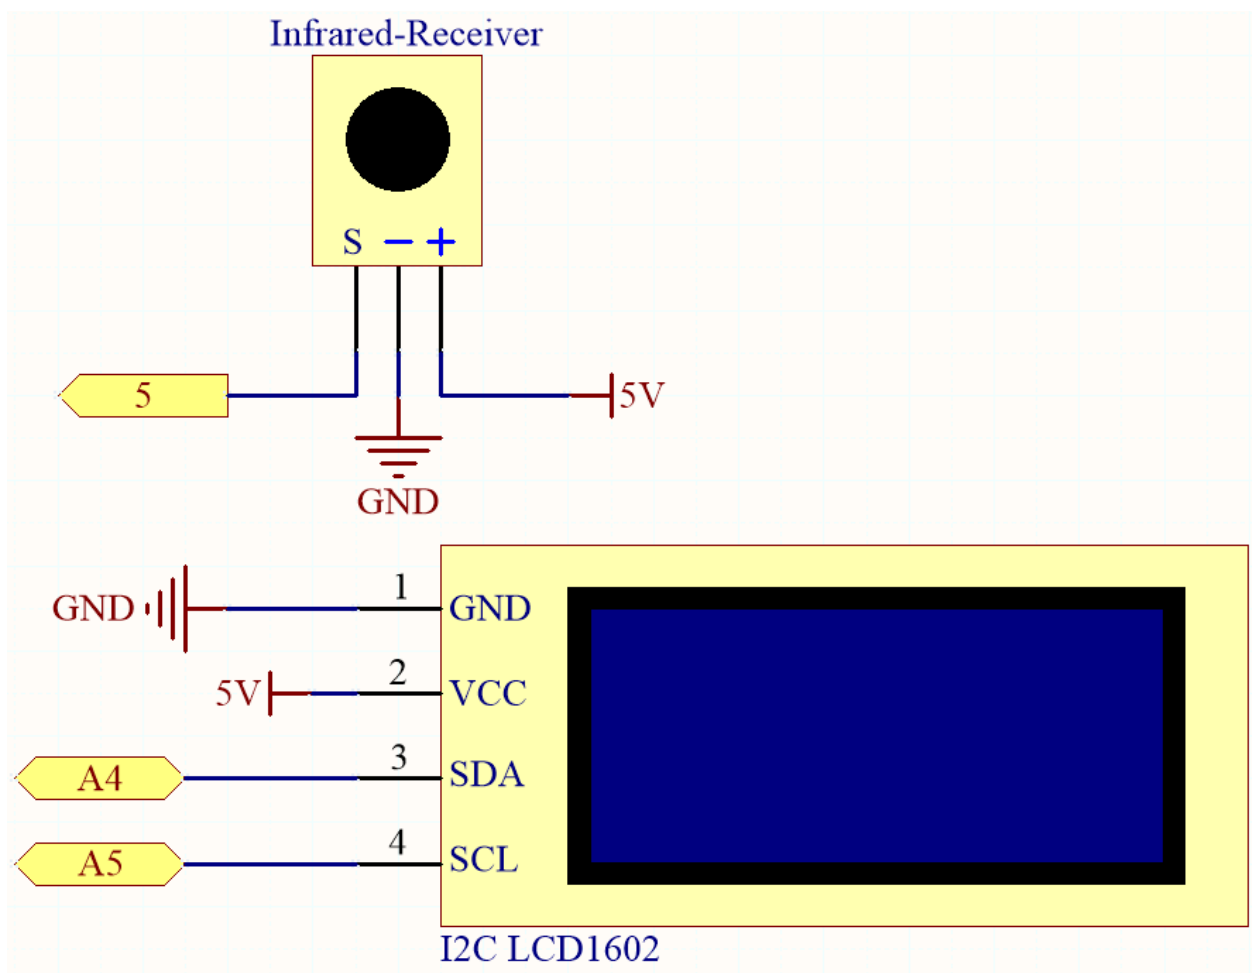 Infrared-Receiver
S − +
5
5V
GND
GND 1 GND
5V 2 VCC
A4 3 SDA
A5 4 SCL
I2C LCD1602